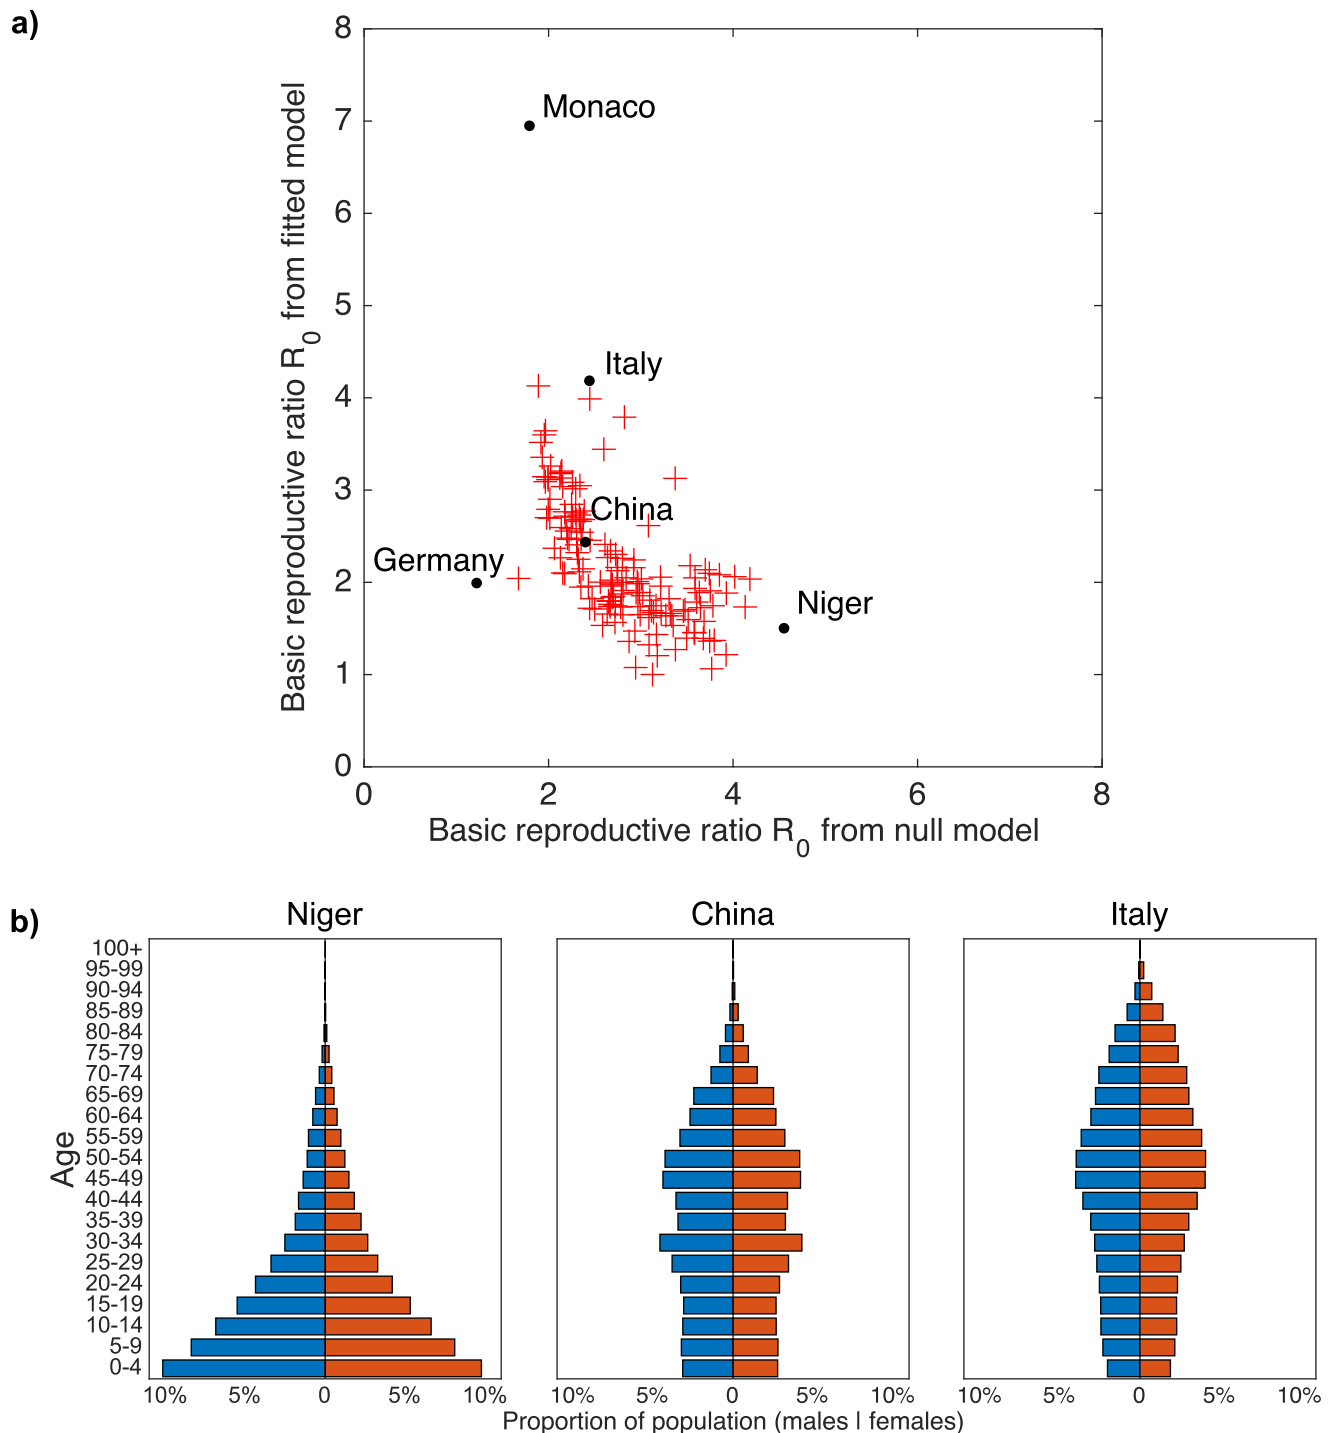 a)
8
7
6
5
4
3
2
1
0
Basic reproductive ratio R0 from fitted model
Monaco
Italy
China
Germany
Niger
0 2 4 6 8
Basic reproductive ratio R0 from null model
b)
Niger China Italy
Age
100+
95-99
90-94
85-89
80-84
75-79
70-74
65-69
60-64
55-59
50-54
45-49
40-44
35-39
30-34
25-29
20-24
15-19
10-14
5-9
0-4
10% 5% 0 5% 10% 10% 5% 0 5% 10% 10% 5% 0 5% 10%
Proportion of population (males | females)